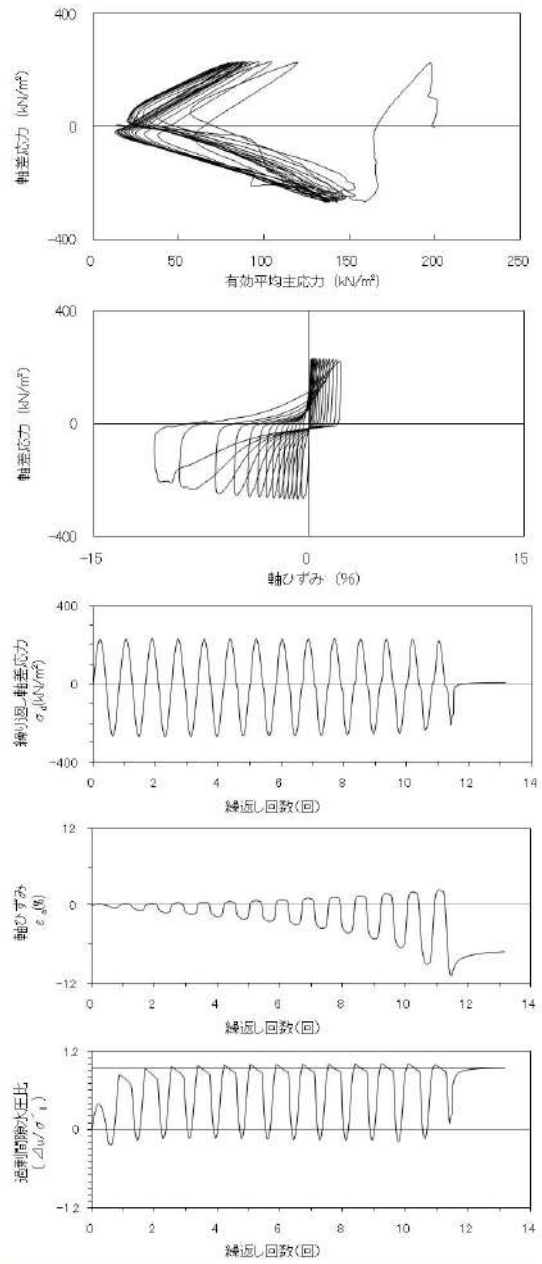 400
0
-400
軸差応力 (kN/m²)
0 50 100 150 200 250
有効平均主応力 (kN/m²)
400
0
-400
軸差応力 (kN/m²)
-15 0 15
軸ひずみ (%)
400
0
-400
繰り返し軸差応力
σd(kN/m²)
0 2 4 6 8 10 12 14
繰返し回数(回)
12
0
-12
軸ひずみ
εa(%)
0 2 4 6 8 10 12 14
繰返し回数(回)
1.2
0
-1.2
過剰間隙水圧比
0 2 4 6 8 10 12 14
繰返し回数(回)